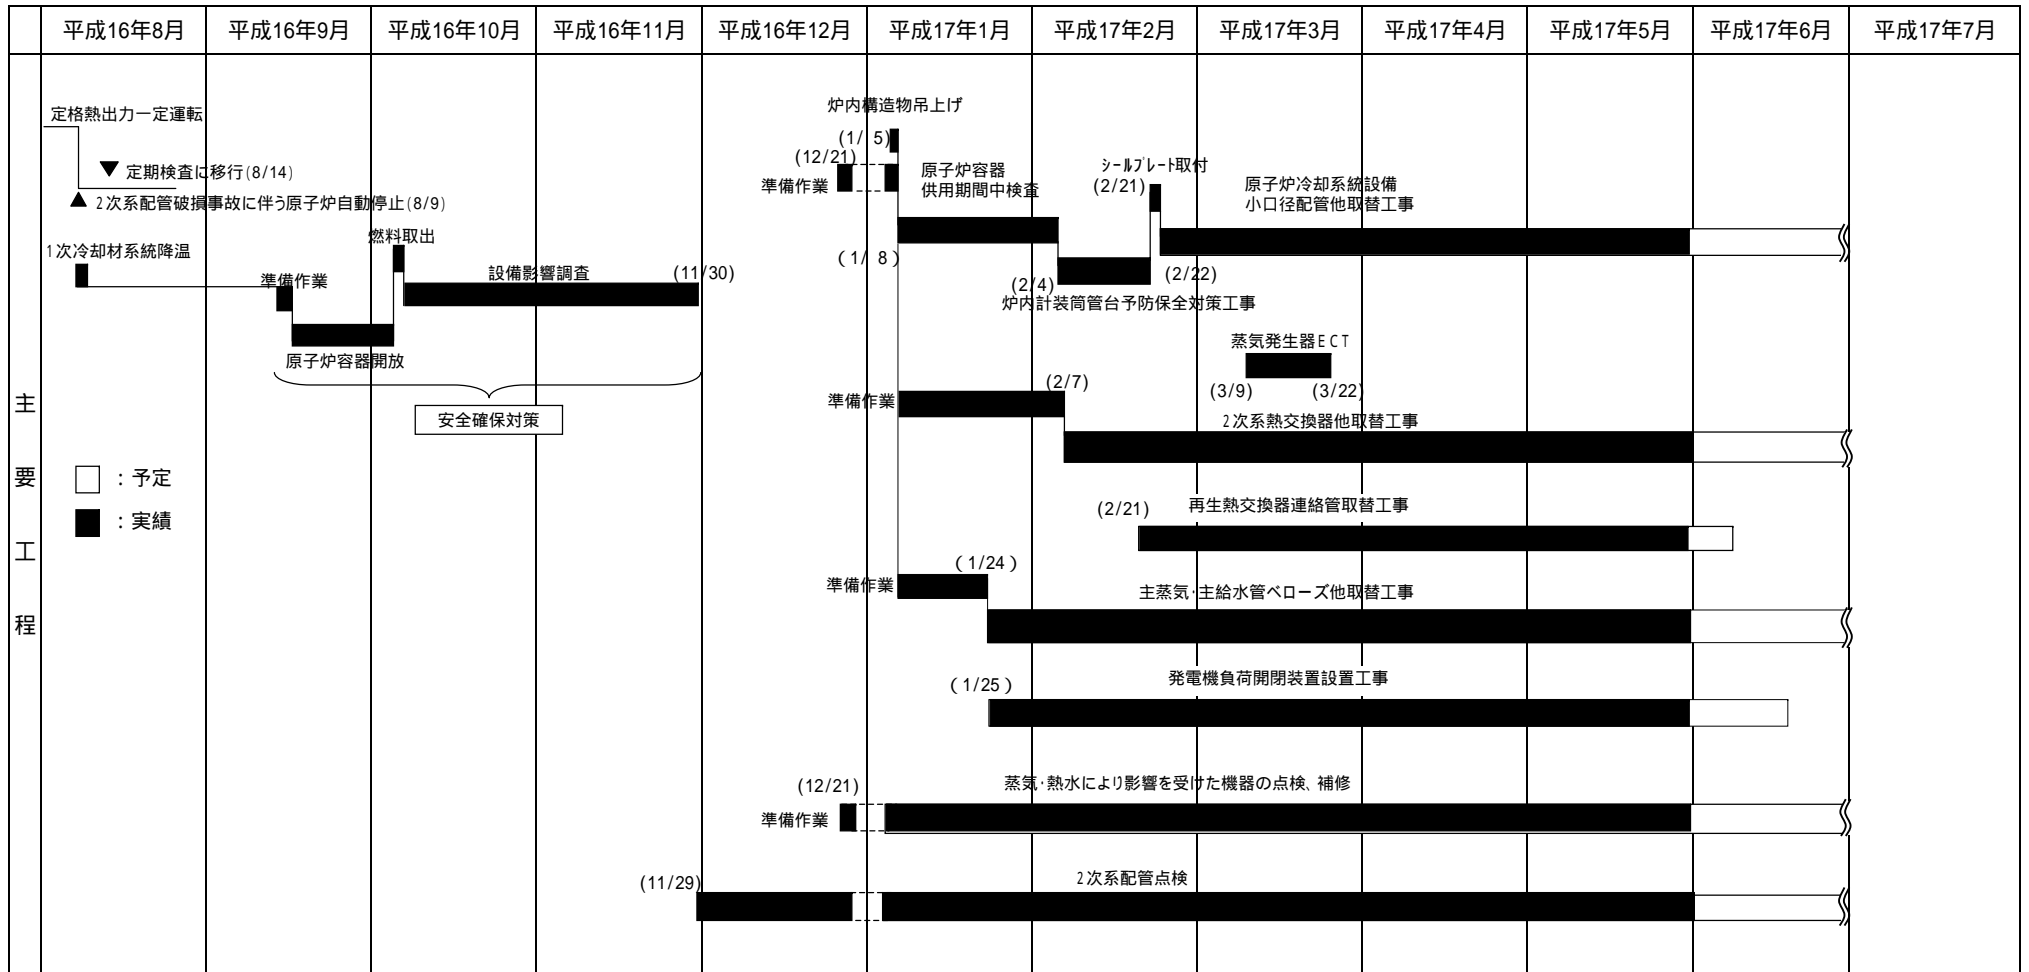 平成16年8月
平成16年9月
平成16年10月
平成16年11月
平成16年12月
平成17年1月
平成17年2月
平成17年3月
平成17年4月
平成17年5月
平成17年6月
平成17年7月
主要工程
定格熱出力一定運転
▼ 定期検査に移行(8/14)
▲ 2次系配管破損事故に伴う原子炉自動停止(8/9)
1次冷却材系統降温
準備作業
原子炉容器開放
燃料取出
設備影響調査
(11/30)
安全確保対策
：予定
：実績
炉内構造物吊上げ
(1/ 5)
(12/21)
準備作業
原子炉容器
供用期間中検査
(1/ 8)
(2/4)
炉内計装筒管台予防保全対策工事
シールプレート取付
(2/21)
(2/22)
原子炉冷却系統設備
小口径配管他取替工事
蒸気発生器ECT
(3/9)
(3/22)
準備作業
(2/7)
2次系熱交換器他取替工事
(2/21)
再生熱交換器連絡管取替工事
準備作業
(1/24)
主蒸気・主給水管ベローズ他取替工事
(1/25)
発電機負荷開閉装置設置工事
(12/21)
準備作業
蒸気・熱水により影響を受けた機器の点検、補修
(11/29)
2次系配管点検